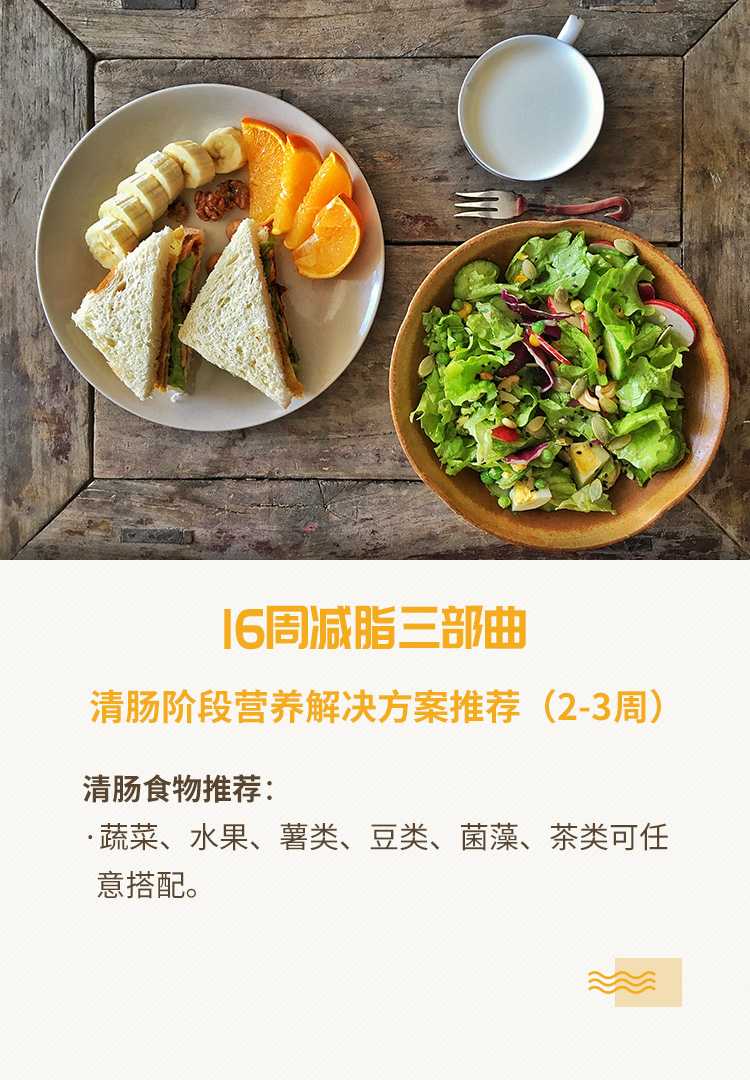 16周减脂三部曲
清肠阶段营养解决方案推荐（2-3周）
清肠食物推荐：
·蔬菜、水果、薯类、豆类、菌藻、茶类可任
意搭配。